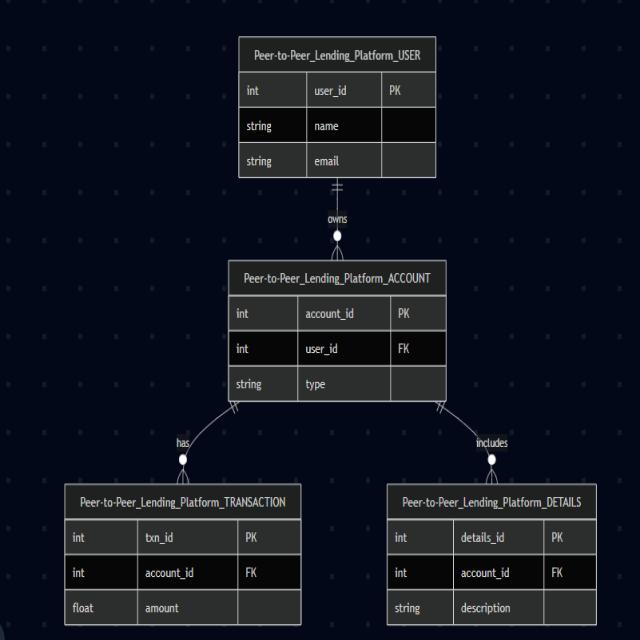 Peer-to-Peer_Lending_Platform_USER
int user_id PK
string name
string email
owns
Peer-to-Peer_Lending_Platform_ACCOUNT
int account_id PK
int user_id FK
string type
has
includes
Peer-to-Peer_Lending_Platform_TRANSACTION
int txn_id PK
int account_id FK
float amount
Peer-to-Peer_Lending_Platform_DETAILS
int details_id PK
int account_id FK
string description